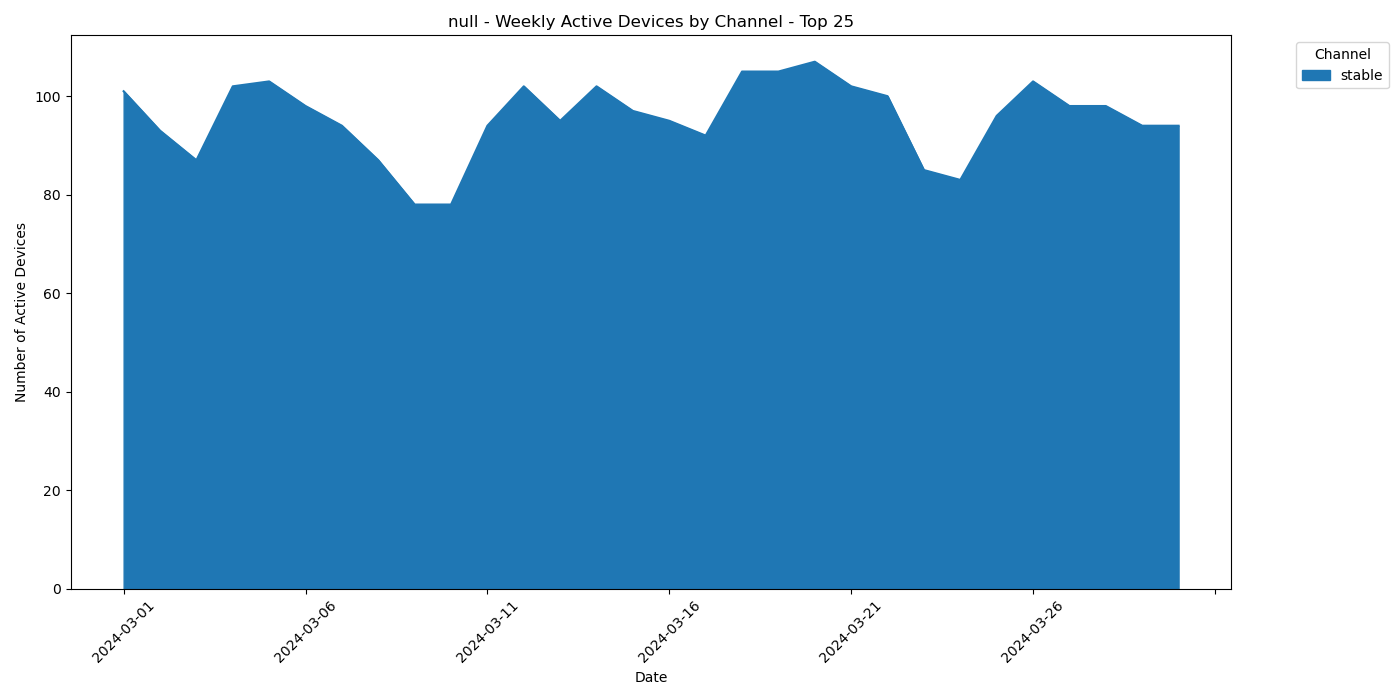 null - Weekly Active Devices by Channel - Top 25
Channel
stable
Number of Active Devices
100
80
60
40
20
0
2024-03-01
2024-03-06
2024-03-11
2024-03-16
2024-03-21
2024-03-26
Date